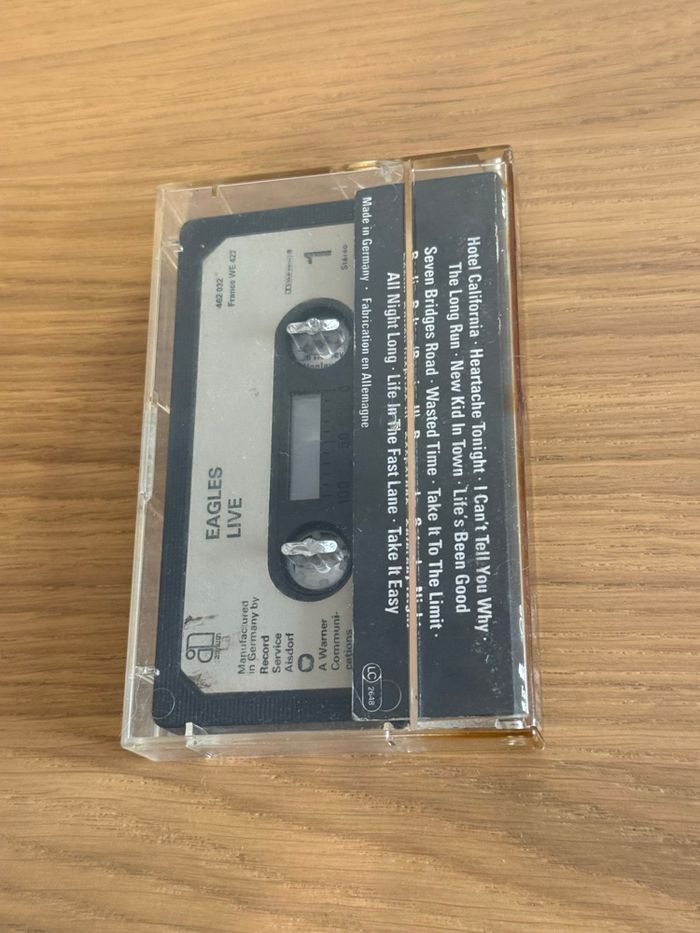 Hotel California · Heartache Tonight · I Can't Tell You Why ·
The Long Run · New Kid In Town · Life's Been Good
Seven Bridges Road · Wasted Time · Take It To The Limit ·
All Night Long · Life In The Fast Lane · Take It Easy
Made in Germany · Fabrication en Allemagne
LC 2648
462 032
France WE 422
1
Stereo
EAGLES
LIVE
0 50 100
Manufactured
in Germany by
Record
Service
Alsdorf
A Warner
Communi-
cations